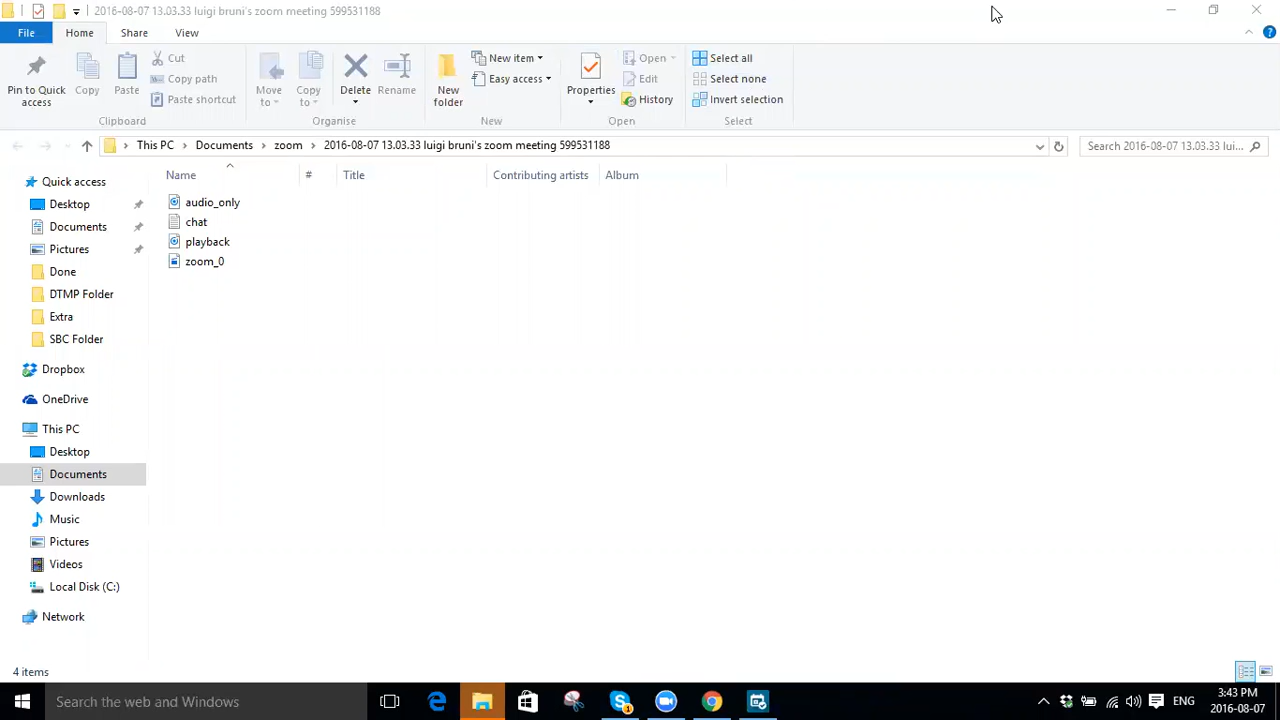 2016-08-07 13.03.33 luigi bruni's zoom meeting 599531188
File Home Share View
Pin to Quick access
Copy
Paste
Cut
Copy path
Paste shortcut
Clipboard
Move to
Copy to
Delete
Rename
Organise
New folder
New item
Easy access
New
Properties
Open
Edit
History
Open
Select all
Select none
Invert selection
Select
This PC > Documents > zoom > 2016-08-07 13.03.33 luigi bruni's zoom meeting 599531188
Search 2016-08-07 13.03.33 lui...
Name # Title Contributing artists Album
audio_only
chat
playback
zoom_0
Quick access
Desktop
Documents
Pictures
Done
DTMP Folder
Extra
SBC Folder
Dropbox
OneDrive
This PC
Desktop
Documents
Downloads
Music
Pictures
Videos
Local Disk (C:)
Network
4 items
Search the web and Windows
ENG
3:43 PM
2016-08-07